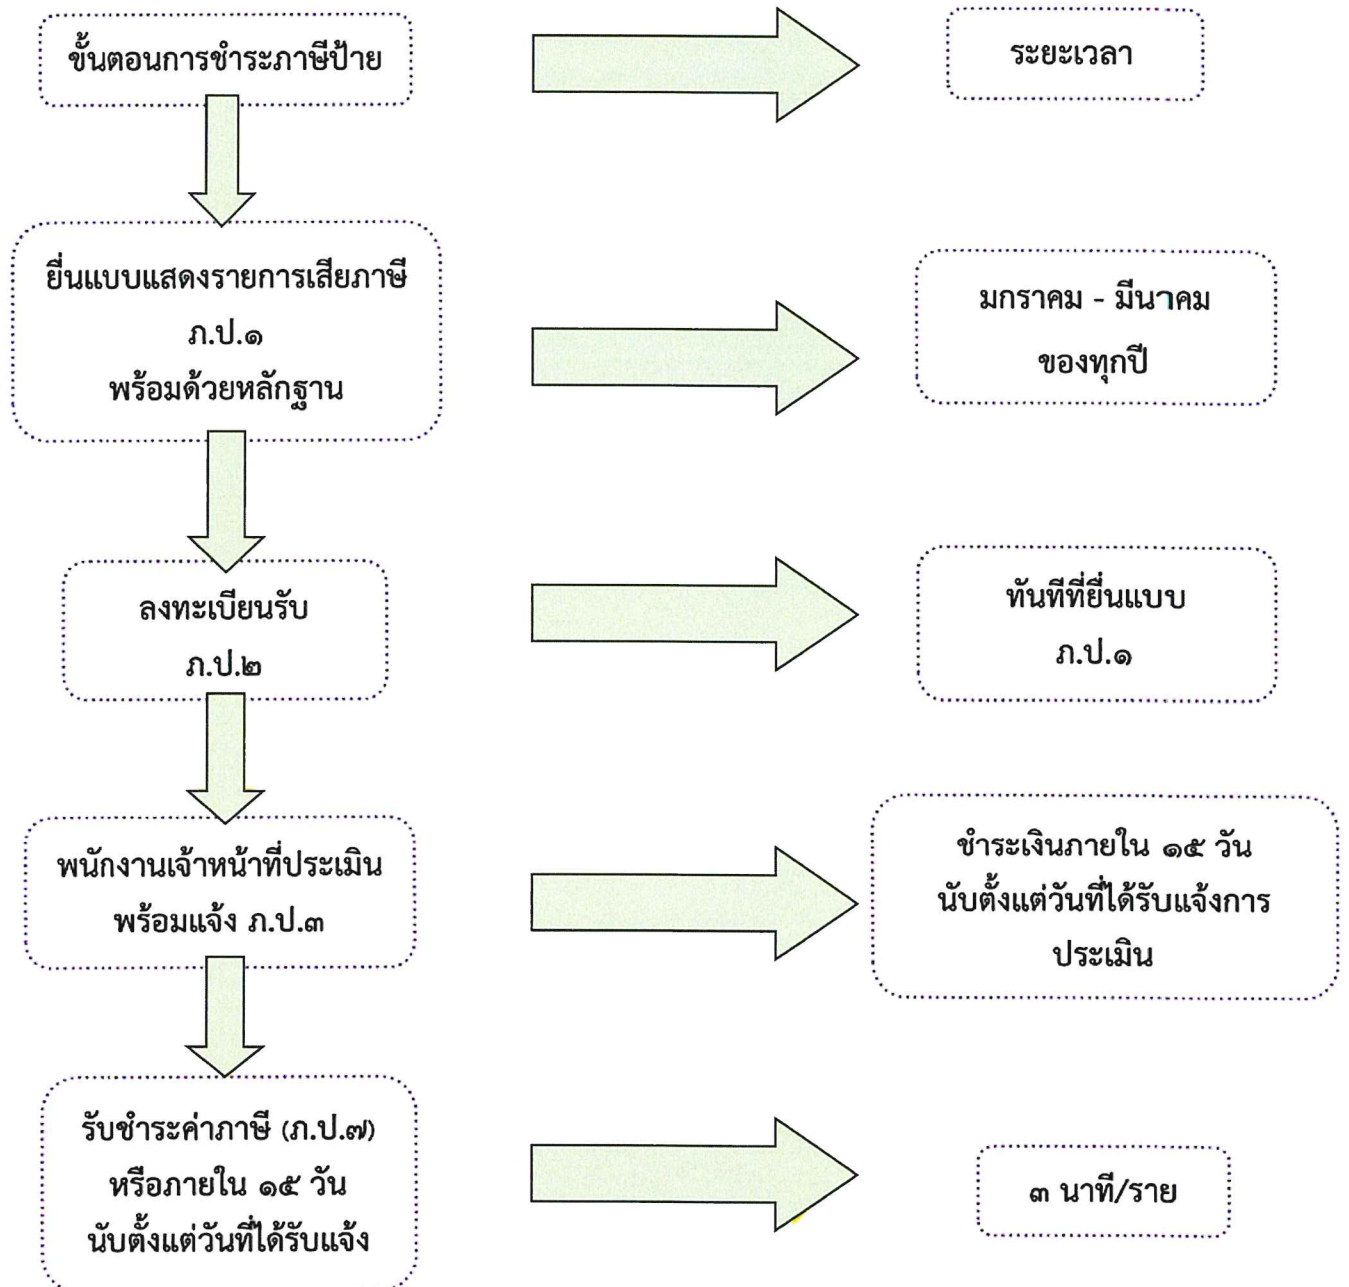 ขั้นตอนการชำระภาษีป้าย
ระยะเวลา
ยื่นแบบแสดงรายการเสียภาษี
ภ.ป.๑
พร้อมด้วยหลักฐาน
มกราคม - มีนาคม
ของทุกปี
ลงทะเบียนรับ
ภ.ป.๒
ทันทีที่ยื่นแบบ
ภ.ป.๑
พนักงานเจ้าหน้าที่ประเมิน
พร้อมแจ้ง ภ.ป.๓
ชำระเงินภายใน ๑๕ วัน
นับตั้งแต่วันที่ได้รับแจ้งการ
ประเมิน
รับชำระค่าภาษี (ภ.ป.๗)
หรือภายใน ๑๕ วัน
นับตั้งแต่วันที่ได้รับแจ้ง
๓ นาที/ราย